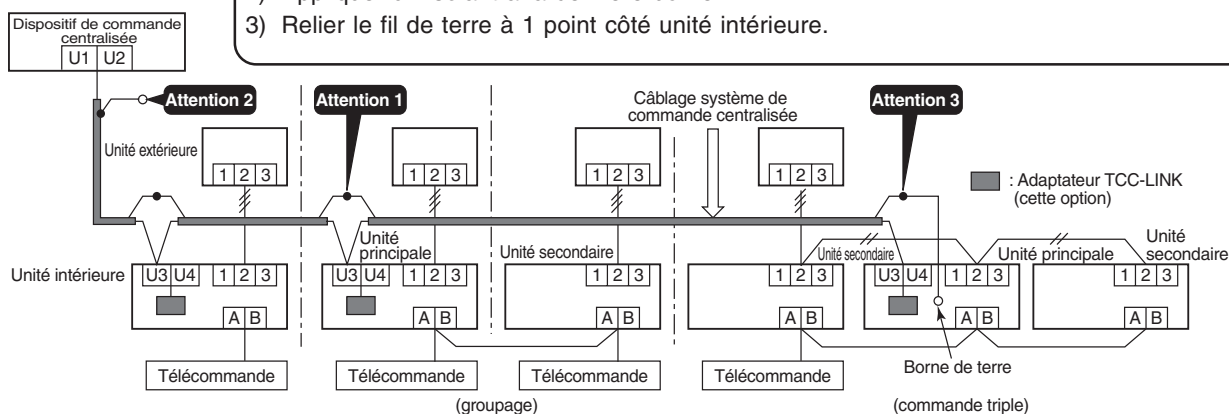 3) Relier le fil de terre à 1 point côté unité intérieure.
Dispositif de commande
centralisée
U1 U2
Attention 2
Attention 1
Câblage système de
commande centralisée
Attention 3
Unité extérieure
1 2 3
1 2 3
1 2 3
1 2 3
: Adaptateur TCC-LINK
(cette option)
Unité intérieure
U3 U4
1 2 3
Unité
principale
U3 U4
1 2 3
Unité secondaire
1 2 3
1 2 3
Unité secondaire
U3 U4
1 2 3
Unité principale
1 2 3
Unité
secondaire
A B
A B
A B
A B
A B
A B
Télécommande
Télécommande
Télécommande
Télécommande
Borne de terre
(groupage)
(commande triple)